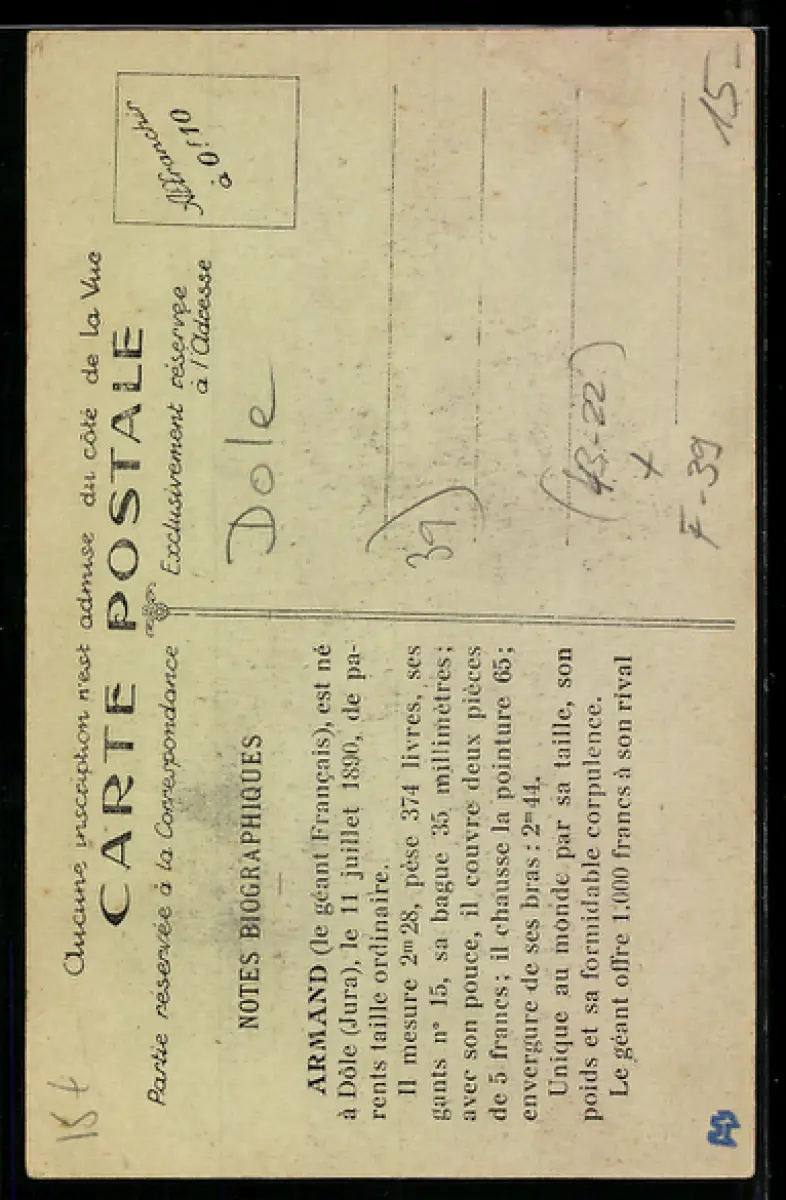 15 f
Aucune inscription n'est admise du côté de la Vue
CARTE POSTALE
Partie réservée à la Correspondance
Exclusivement réservée
à l'Adresse
Affranchir
à 0f10
NOTES BIOGRAPHIQUES
ARMAND (le géant Français), est né
à Dôle (Jura), le 11 juillet 1890, de pa-
rents taille ordinaire.
Il mesure 2m28, pèse 374 livres, ses
gants n° 15, sa bague 35 millimètres;
avec son pouce, il couvre deux pièces
de 5 francs; il chausse la pointure 65;
envergure de ses bras : 2m44.
Unique au monde par sa taille, son
poids et sa formidable corpulence.
Le géant offre 1.000 francs à son rival
Dole
39)
(43.-22)
x
F-39
15-